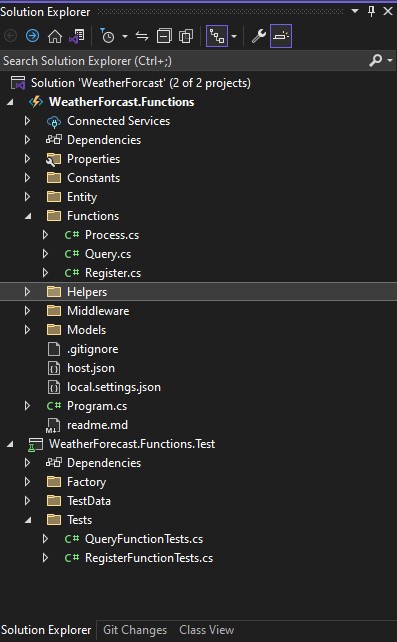 Solution Explorer
Search Solution Explorer (Ctrl+;)
Solution 'WeatherForcast' (2 of 2 projects)
WeatherForcast.Functions
Connected Services
Dependencies
Properties
Constants
Entity
Functions
C# Process.cs
C# Query.cs
C# Register.cs
Helpers
Middleware
Models
.gitignore
host.json
local.settings.json
C# Program.cs
M↓ readme.md
WeatherForecast.Functions.Test
Dependencies
Factory
TestData
Tests
C# QueryFunctionTests.cs
C# RegisterFunctionTests.cs
Solution Explorer Git Changes Class View